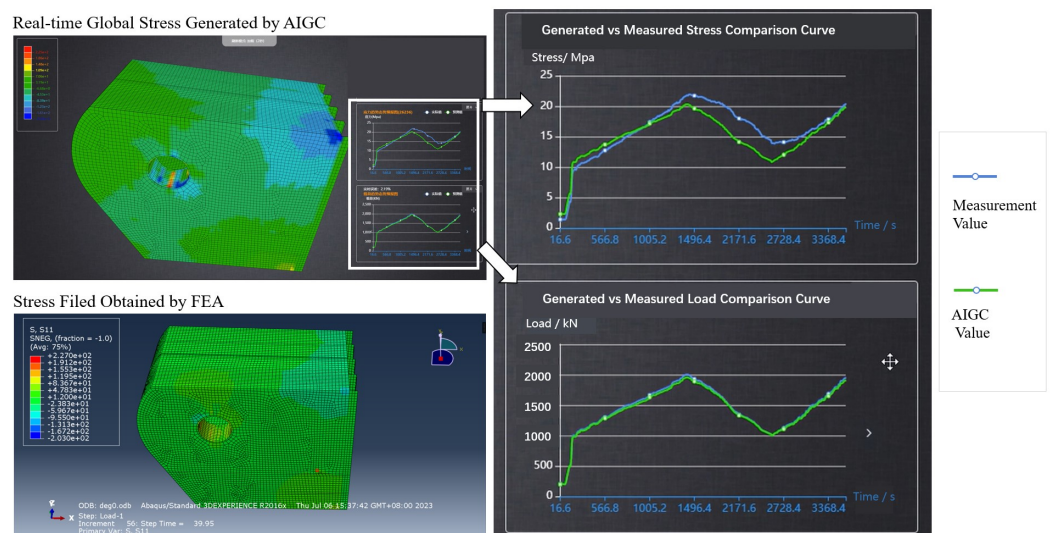 Real-time Global Stress Generated by AIGC
Generated vs Measured Stress Comparison Curve
Stress/ Mpa
25
20
15
10
5
0
16.6 566.8 1005.2 1496.4 2171.6 2728.4 3368.4
Time / s
Measurement
Value
AIGC
Value
Stress Filed Obtained by FEA
S, S11
SNEG, (fraction = -1.0)
(Avg: 75%)
+2.270e+02
+1.912e+02
+1.553e+02
+1.195e+02
+8.367e+01
+4.783e+01
+1.200e+01
-2.383e+01
-5.967e+01
-9.550e+01
-1.313e+02
-1.672e+02
-2.030e+02
ODB: deg0.odb Abaqus/Standard 3DEXPERIENCE R2016x Thu Jul 06 15:37:42 GMT+08:00 2023
X Step: Load-1
Increment 56: Step Time = 39.95
Primary Var: S, S11
Generated vs Measured Load Comparison Curve
Load / kN
2500
2000
1500
1000
500
0
16.6 566.8 1005.2 1496.4 2171.6 2728.4 3368.4
Time / s